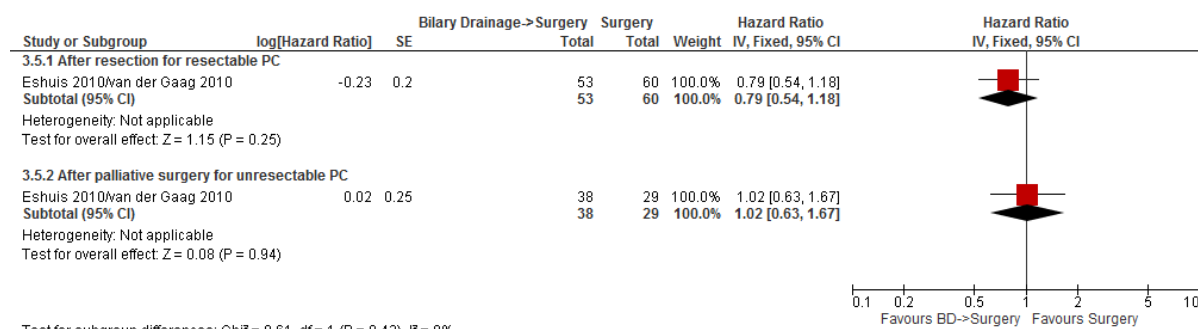 Bilary Drainage->Surgery Surgery Hazard Ratio Hazard Ratio
Study or Subgroup log[Hazard Ratio] SE Total Total Weight IV, Fixed, 95% CI IV, Fixed, 95% CI
3.5.1 After resection for resectable PC
Eshuis 2010/van der Gaag 2010 -0.23 0.2 53 60 100.0% 0.79 [0.54, 1.18]
Subtotal (95% CI) 53 60 100.0% 0.79 [0.54, 1.18]
Heterogeneity: Not applicable
Test for overall effect: Z = 1.15 (P = 0.25)
3.5.2 After palliative surgery for unresectable PC
Eshuis 2010/van der Gaag 2010 0.02 0.25 38 29 100.0% 1.02 [0.63, 1.67]
Subtotal (95% CI) 38 29 100.0% 1.02 [0.63, 1.67]
Heterogeneity: Not applicable
Test for overall effect: Z = 0.08 (P = 0.94)
0.1 0.2 0.5 1 2 5 10
Favours BD->Surgery Favours Surgery